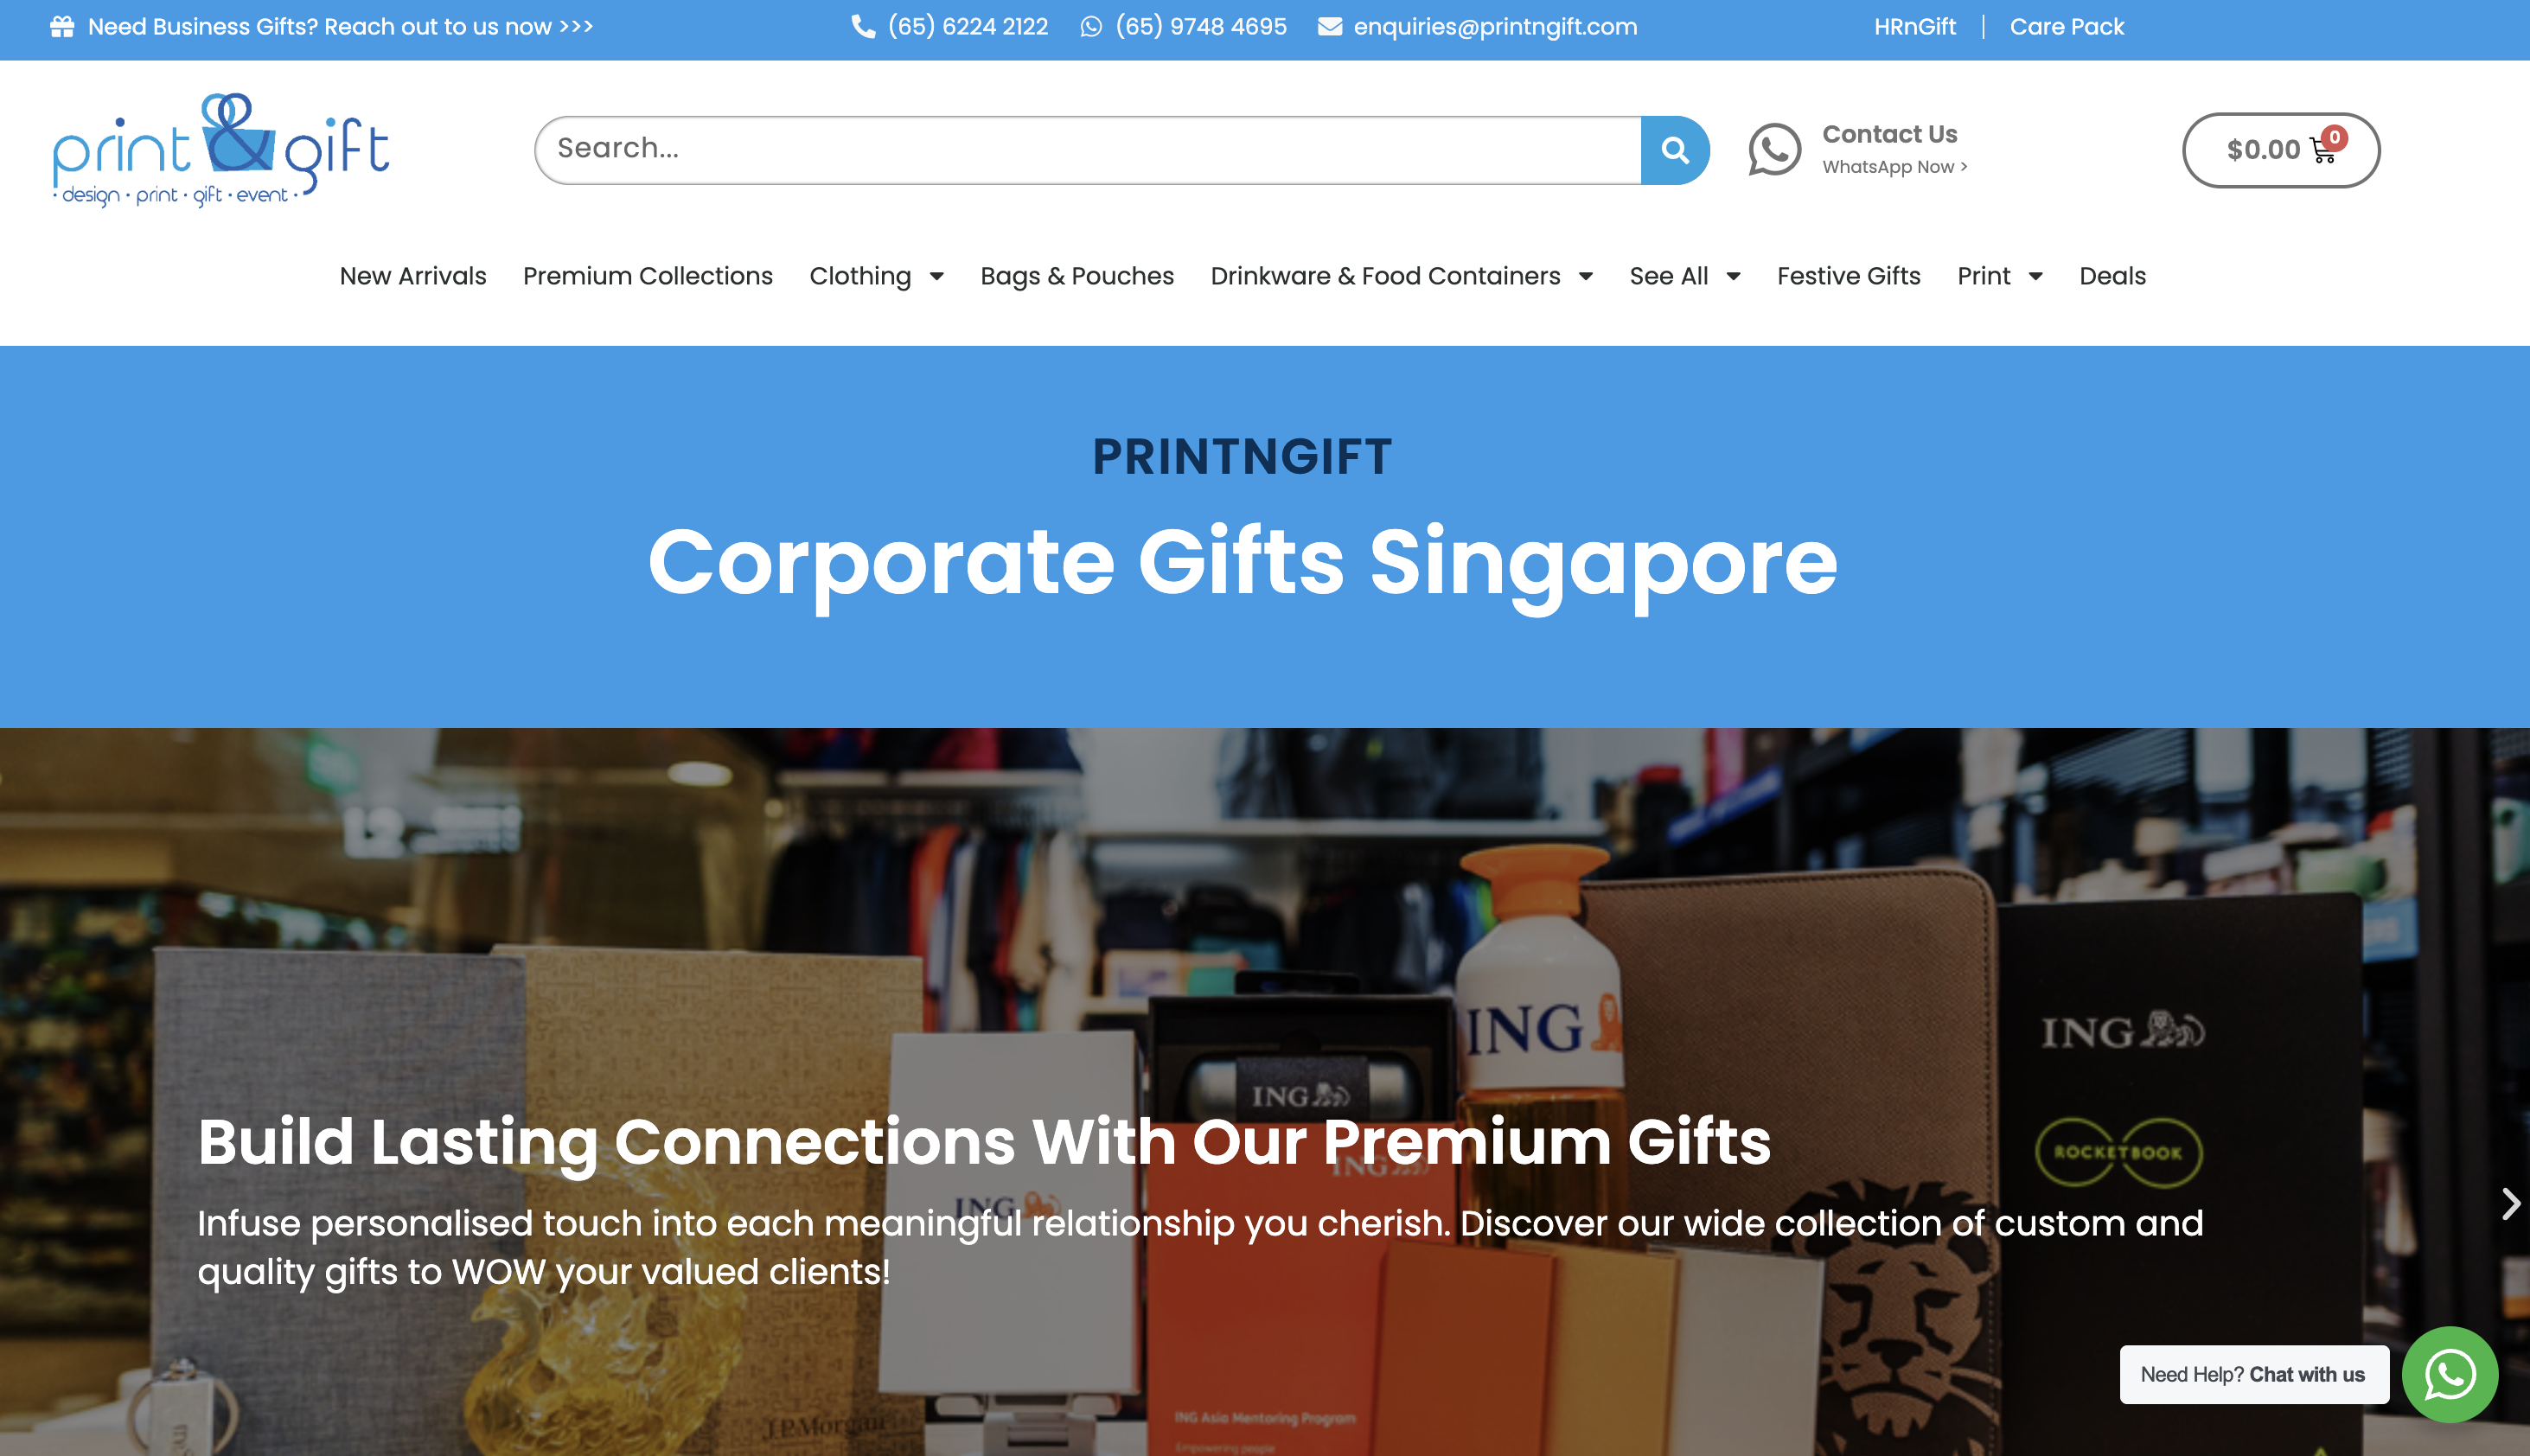 Need Business Gifts? Reach out to us now >>>
(65) 6224 2122
(65) 9748 4695
enquiries@printngift.com
HRnGift
Care Pack
print & gift
· design · print · gift · event ·
Search...
Contact Us
WhatsApp Now >
$0.00
0
New Arrivals
Premium Collections
Clothing
Bags & Pouches
Drinkware & Food Containers
See All
Festive Gifts
Print
Deals
PRINTNGIFT
Corporate Gifts Singapore
ING
ING
ING
ROCKETBOOK
Build Lasting Connections With Our Premium Gifts
ING
ING
Infuse personalised touch into each meaningful relationship you cherish. Discover our wide collection of custom and
quality gifts to WOW your valued clients!
Need Help? Chat with us
J.P.Morgan
ING Asia Mentoring Program
Empowering people